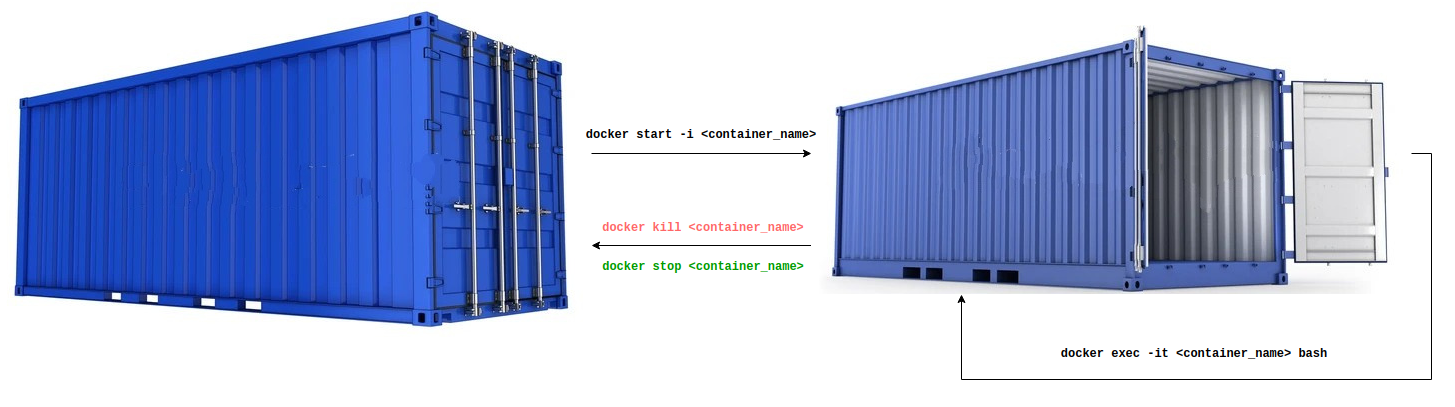 docker start -i <container_name>
docker kill <container_name>
docker stop <container_name>
docker exec -it <container_name> bash